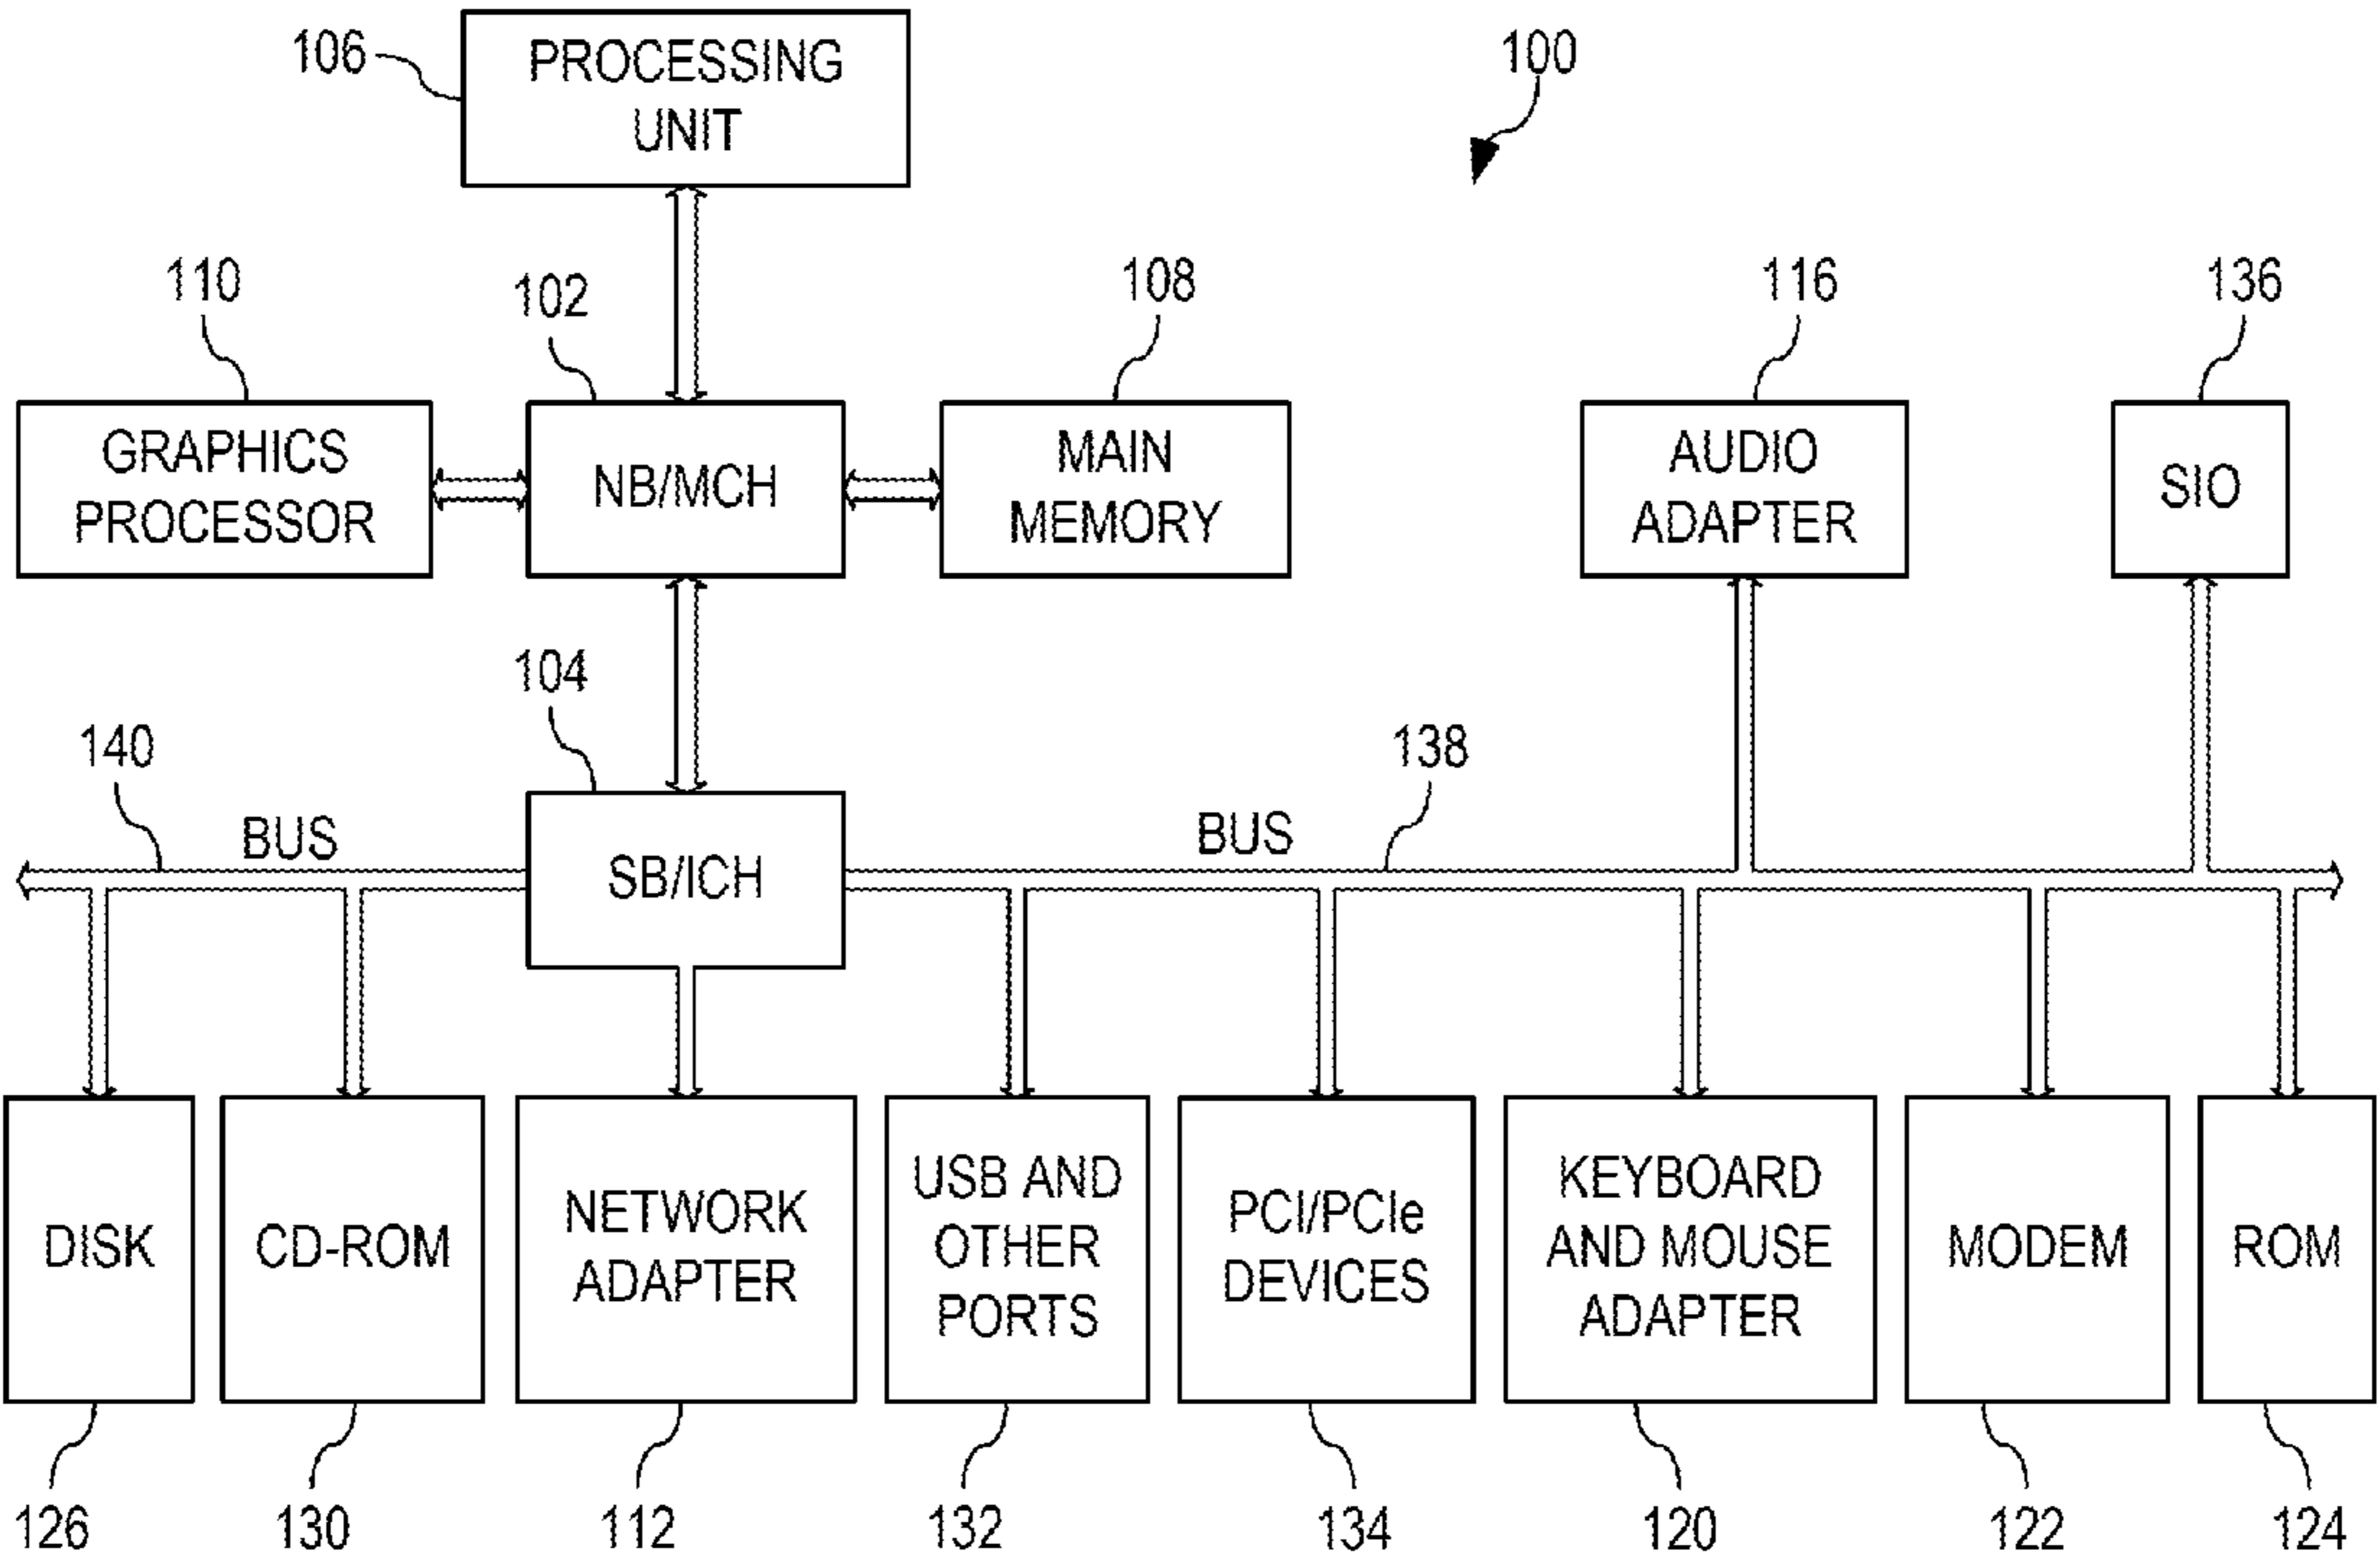 106
PROCESSING
UNIT
100
110
102
108
116
136
GRAPHICS
PROCESSOR
NB/MCH
MAIN
MEMORY
AUDIO
ADAPTER
SIO
104
140
138
BUS
BUS
SB/ICH
DISK
CD-ROM
NETWORK
ADAPTER
USB AND
OTHER
PORTS
PCI/PCIe
DEVICES
KEYBOARD
AND MOUSE
ADAPTER
MODEM
ROM
126
130
112
132
134
120
122
124